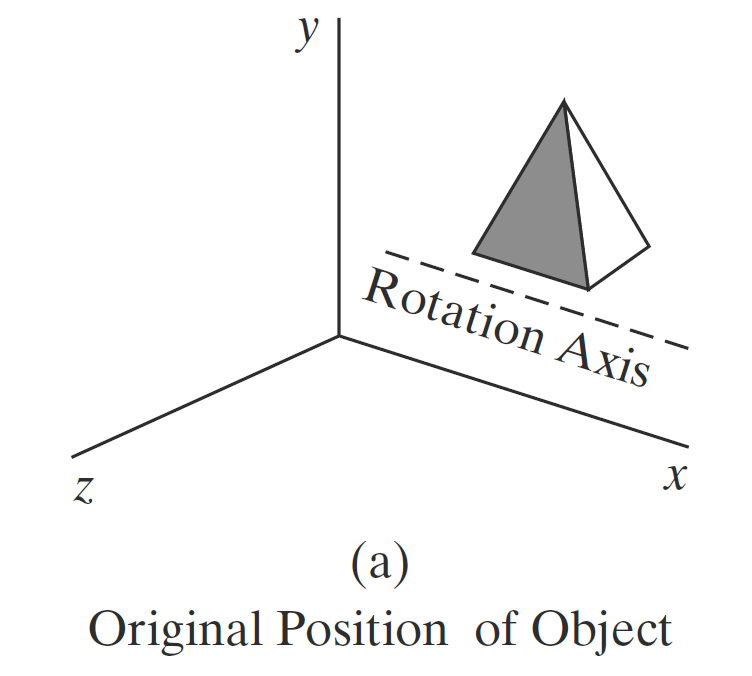 y
Rotation Axis
z
x
(a)
Original Position of Object